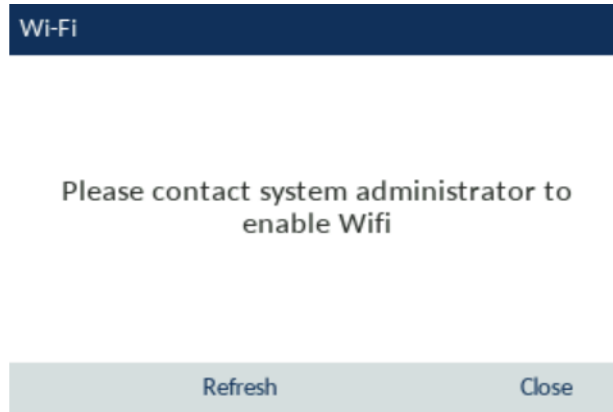 Wi-Fi
Please contact system administrator to
enable Wifi
Refresh
Close